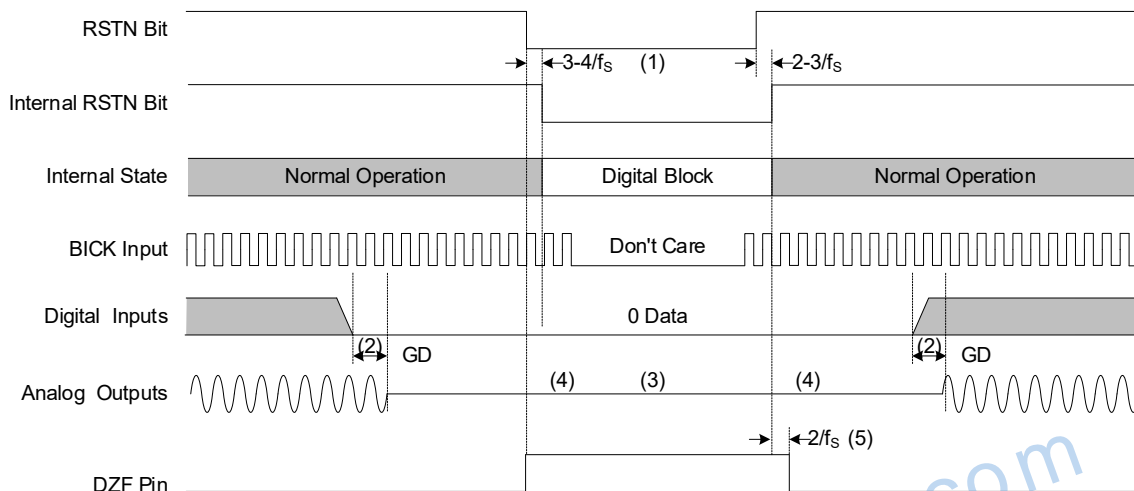 RSTN Bit
3-4/fS (1) 2-3/fS
Internal RSTN Bit
Internal State Normal Operation Digital Block Normal Operation
BICK Input Don't Care
Digital Inputs 0 Data
(2) GD (2) GD
Analog Outputs (4) (3) (4)
2/fS (5)
DZF Pin
com